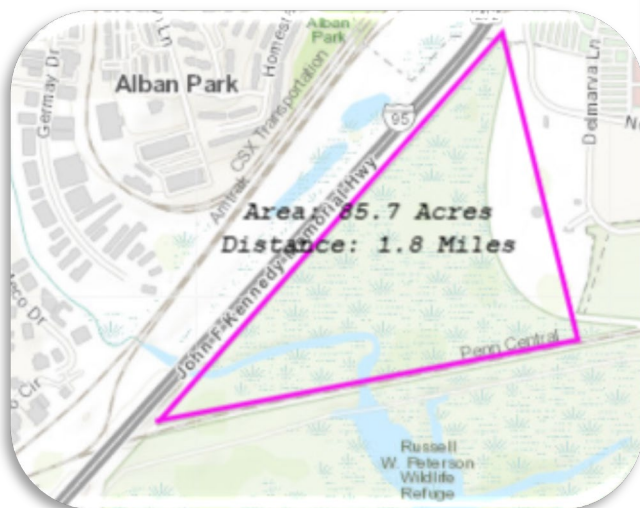 Alban
Park
Alban Park
Germay Dr
CSX Transportation
Amtrak
95
Delmarva Ln
Area: 85.7 Acres
Distance: 1.8 Miles
John F Kennedy Memorial Hwy
Penn Central
Russell
W. Peterson
Wildlife
Refuge